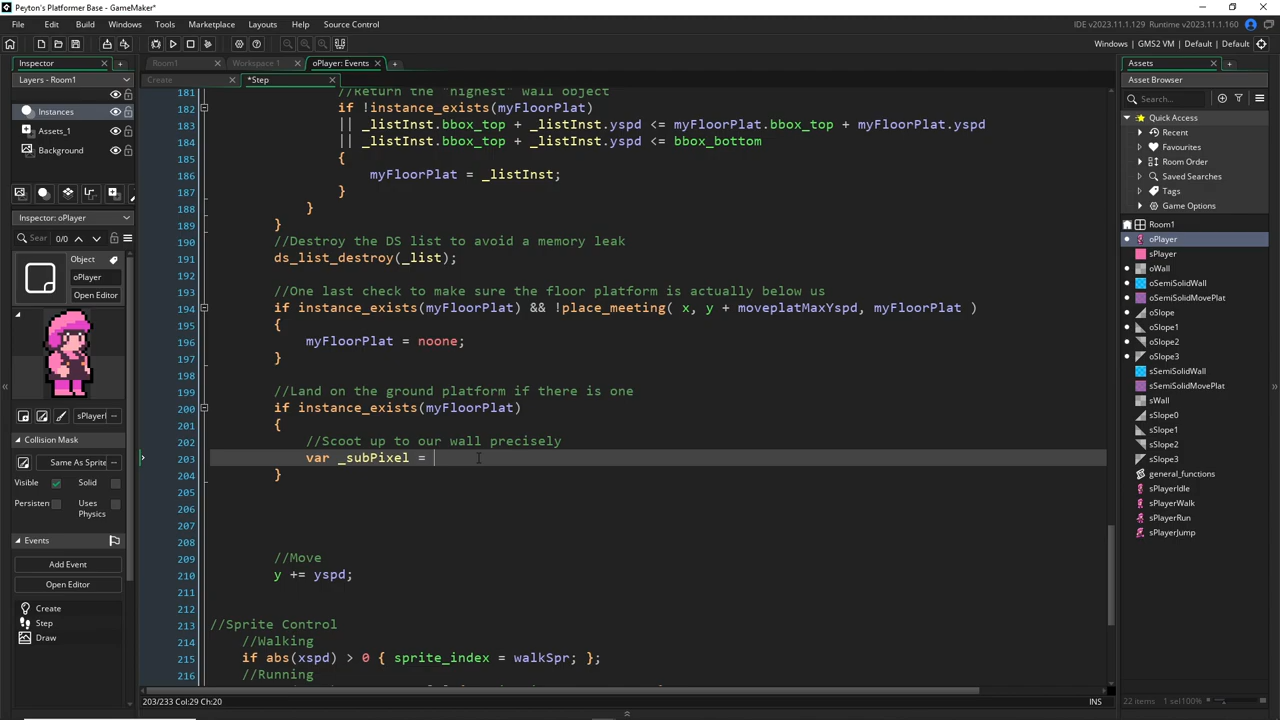 Peyton's Platformer Base - GameMaker*
File Edit Build Windows Tools Marketplace Layouts Help Source Control
IDE v2023.11.1.129 Runtime v2023.11.1.160
Windows | GMS2 VM | Default | Default
Inspector
Layers - Room1
Instances
Assets_1
Background
Inspector: oPlayer
Sear 0/0
Object
oPlayer
Open Editor
sPlayerI
Collision Mask
Same As Sprite
Visible Solid
Persisten Uses Physics
Events
Add Event
Open Editor
Create
Step
Draw
Room1 Workspace 1 oPlayer: Events
Create *Step
181 //Return the "highest" wall object
182 if !instance_exists(myFloorPlat)
183 || _listInst.bbox_top + _listInst.yspd <= myFloorPlat.bbox_top + myFloorPlat.yspd
184 || _listInst.bbox_top + _listInst.yspd <= bbox_bottom
185 {
186 myFloorPlat = _listInst;
187 }
188 }
189 }
190 //Destroy the DS list to avoid a memory leak
191 ds_list_destroy(_list);
192
193 //One last check to make sure the floor platform is actually below us
194 if instance_exists(myFloorPlat) && !place_meeting( x, y + moveplatMaxYspd, myFloorPlat )
195 {
196 myFloorPlat = noone;
197 }
198
199 //Land on the ground platform if there is one
200 if instance_exists(myFloorPlat)
201 {
202 //Scoot up to our wall precisely
203 var _subPixel =
204 }
205
206
207
208
209 //Move
210 y += yspd;
211
212
213 //Sprite Control
214 //Walking
215 if abs(xspd) > 0 { sprite_index = walkSpr; };
216 //Running
203/233 Col:29 Ch:20
INS
Assets
Asset Browser
Search...
Quick Access
Recent
Favourites
Room Order
Saved Searches
Tags
Game Options
Room1
oPlayer
sPlayer
oWall
oSemiSolidWall
oSemiSolidMovePlat
oSlope
oSlope1
oSlope2
oSlope3
sSemiSolidWall
sSemiSolidMovePlat
sWall
sSlope0
sSlope1
sSlope2
sSlope3
general_functions
sPlayerIdle
sPlayerWalk
sPlayerRun
sPlayerJump
22 items 1 sel 100%